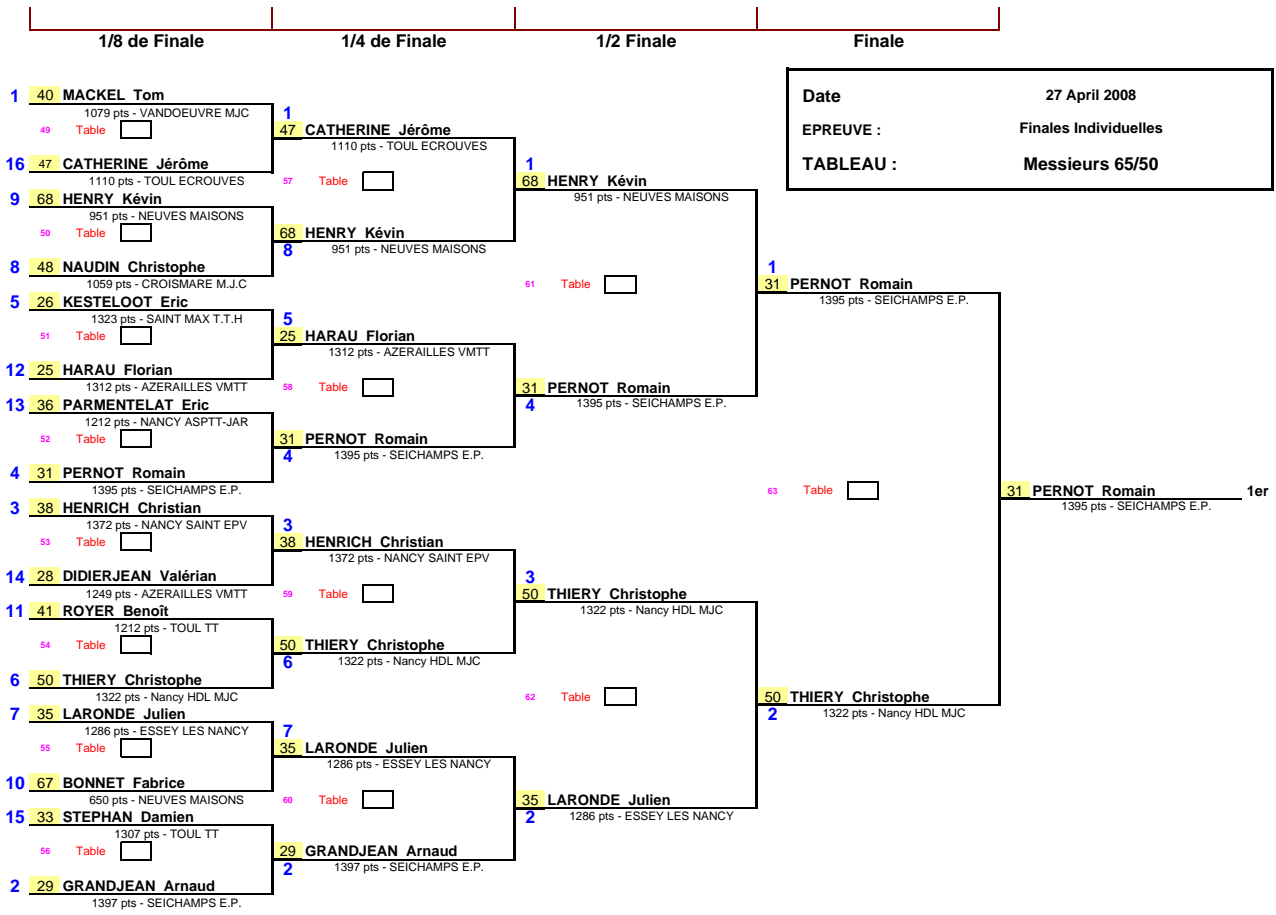 1/8 de Finale 1/4 de Finale 1/2 Finale Finale
Date 27 April 2008
EPREUVE : Finales Individuelles
TABLEAU : Messieurs 65/50
1 40 MACKEL Tom
1079 pts - VANDOEUVRE MJC
49 Table
16 47 CATHERINE Jérôme
1110 pts - TOUL ECROUVES
9 68 HENRY Kévin
951 pts - NEUVES MAISONS
50 Table
8 48 NAUDIN Christophe
1059 pts - CROISMARE M.J.C
5 26 KESTELOOT Eric
1323 pts - SAINT MAX T.T.H
51 Table
12 25 HARAU Florian
1312 pts - AZERAILLES VMTT
13 36 PARMENTELAT Eric
1212 pts - NANCY ASPTT-JAR
52 Table
4 31 PERNOT Romain
1395 pts - SEICHAMPS E.P.
3 38 HENRICH Christian
1372 pts - NANCY SAINT EPV
53 Table
14 28 DIDIERJEAN Valérian
1249 pts - AZERAILLES VMTT
11 41 ROYER Benoît
1212 pts - TOUL TT
54 Table
6 50 THIERY Christophe
1322 pts - Nancy HDL MJC
7 35 LARONDE Julien
1286 pts - ESSEY LES NANCY
55 Table
10 67 BONNET Fabrice
650 pts - NEUVES MAISONS
15 33 STEPHAN Damien
1307 pts - TOUL TT
56 Table
2 29 GRANDJEAN Arnaud
1397 pts - SEICHAMPS E.P.
1
47 CATHERINE Jérôme
1110 pts - TOUL ECROUVES
57 Table
68 HENRY Kévin
8 951 pts - NEUVES MAISONS
5
25 HARAU Florian
1312 pts - AZERAILLES VMTT
58 Table
31 PERNOT Romain
4 1395 pts - SEICHAMPS E.P.
3
38 HENRICH Christian
1372 pts - NANCY SAINT EPV
59 Table
50 THIERY Christophe
6 1322 pts - Nancy HDL MJC
7
35 LARONDE Julien
1286 pts - ESSEY LES NANCY
60 Table
29 GRANDJEAN Arnaud
2 1397 pts - SEICHAMPS E.P.
1
68 HENRY Kévin
951 pts - NEUVES MAISONS
61 Table
31 PERNOT Romain
4 1395 pts - SEICHAMPS E.P.
3
50 THIERY Christophe
1322 pts - Nancy HDL MJC
62 Table
35 LARONDE Julien
2 1286 pts - ESSEY LES NANCY
1
31 PERNOT Romain
1395 pts - SEICHAMPS E.P.
63 Table
50 THIERY Christophe
2 1322 pts - Nancy HDL MJC
31 PERNOT Romain 1er
1395 pts - SEICHAMPS E.P.